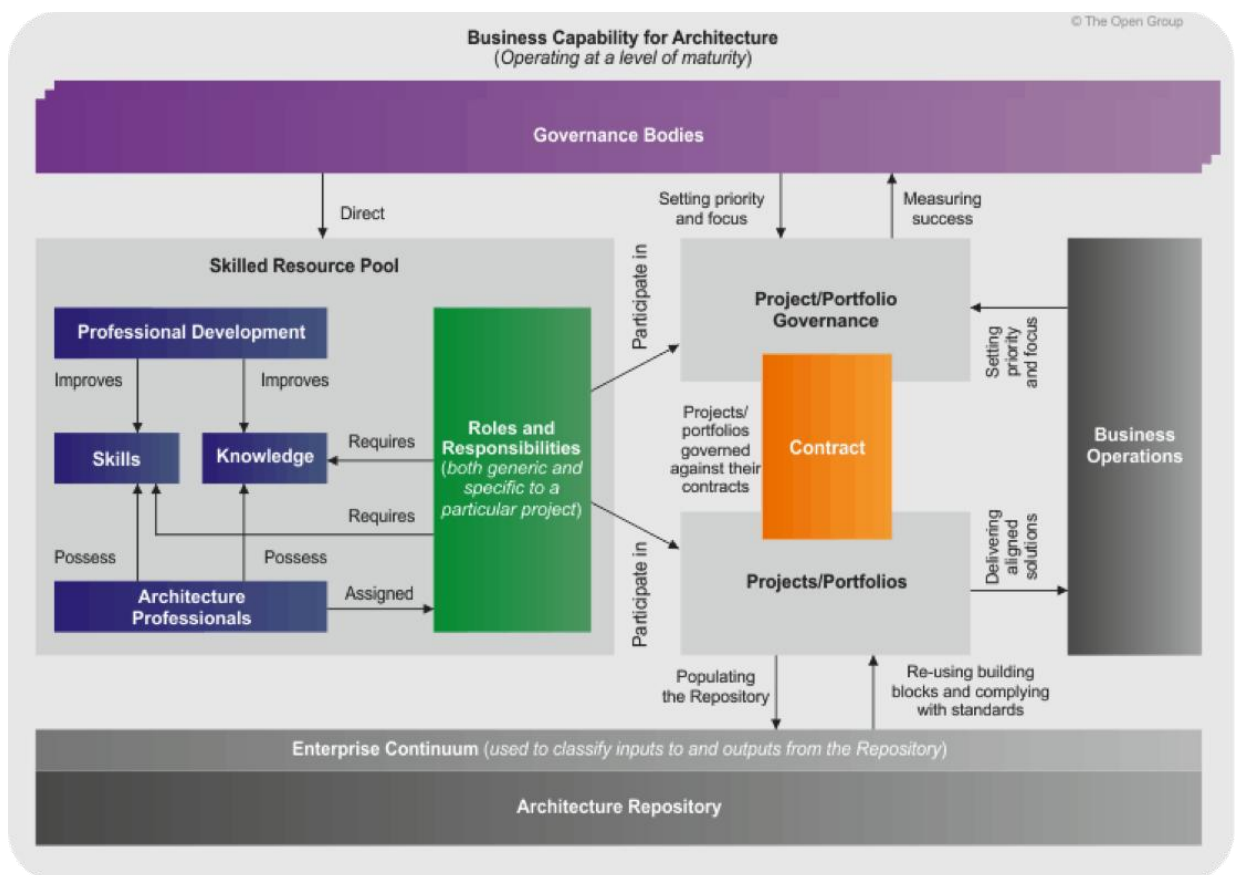 © The Open Group
Business Capability for Architecture
(Operating at a level of maturity)
Governance Bodies
Direct
Setting priority
and focus
Measuring
success
Skilled Resource Pool
Professional Development
Improves
Improves
Skills
Knowledge
Requires
Requires
Possess
Possess
Architecture
Professionals
Assigned
Roles and
Responsibilities
(both generic and
specific to a
particular project)
Participate in
Participate in
Project/Portfolio
Governance
Projects/
portfolios
governed
against their
contracts
Contract
Projects/Portfolios
Setting
priority
and focus
Delivering
aligned
solutions
Business
Operations
Populating
the Repository
Re-using building
blocks and complying
with standards
Enterprise Continuum (used to classify inputs to and outputs from the Repository)
Architecture Repository